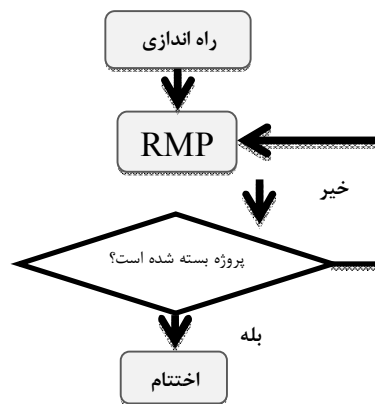 راه اندازی
RMP
خیر
پروژه بسته شده است؟
بله
اختتام